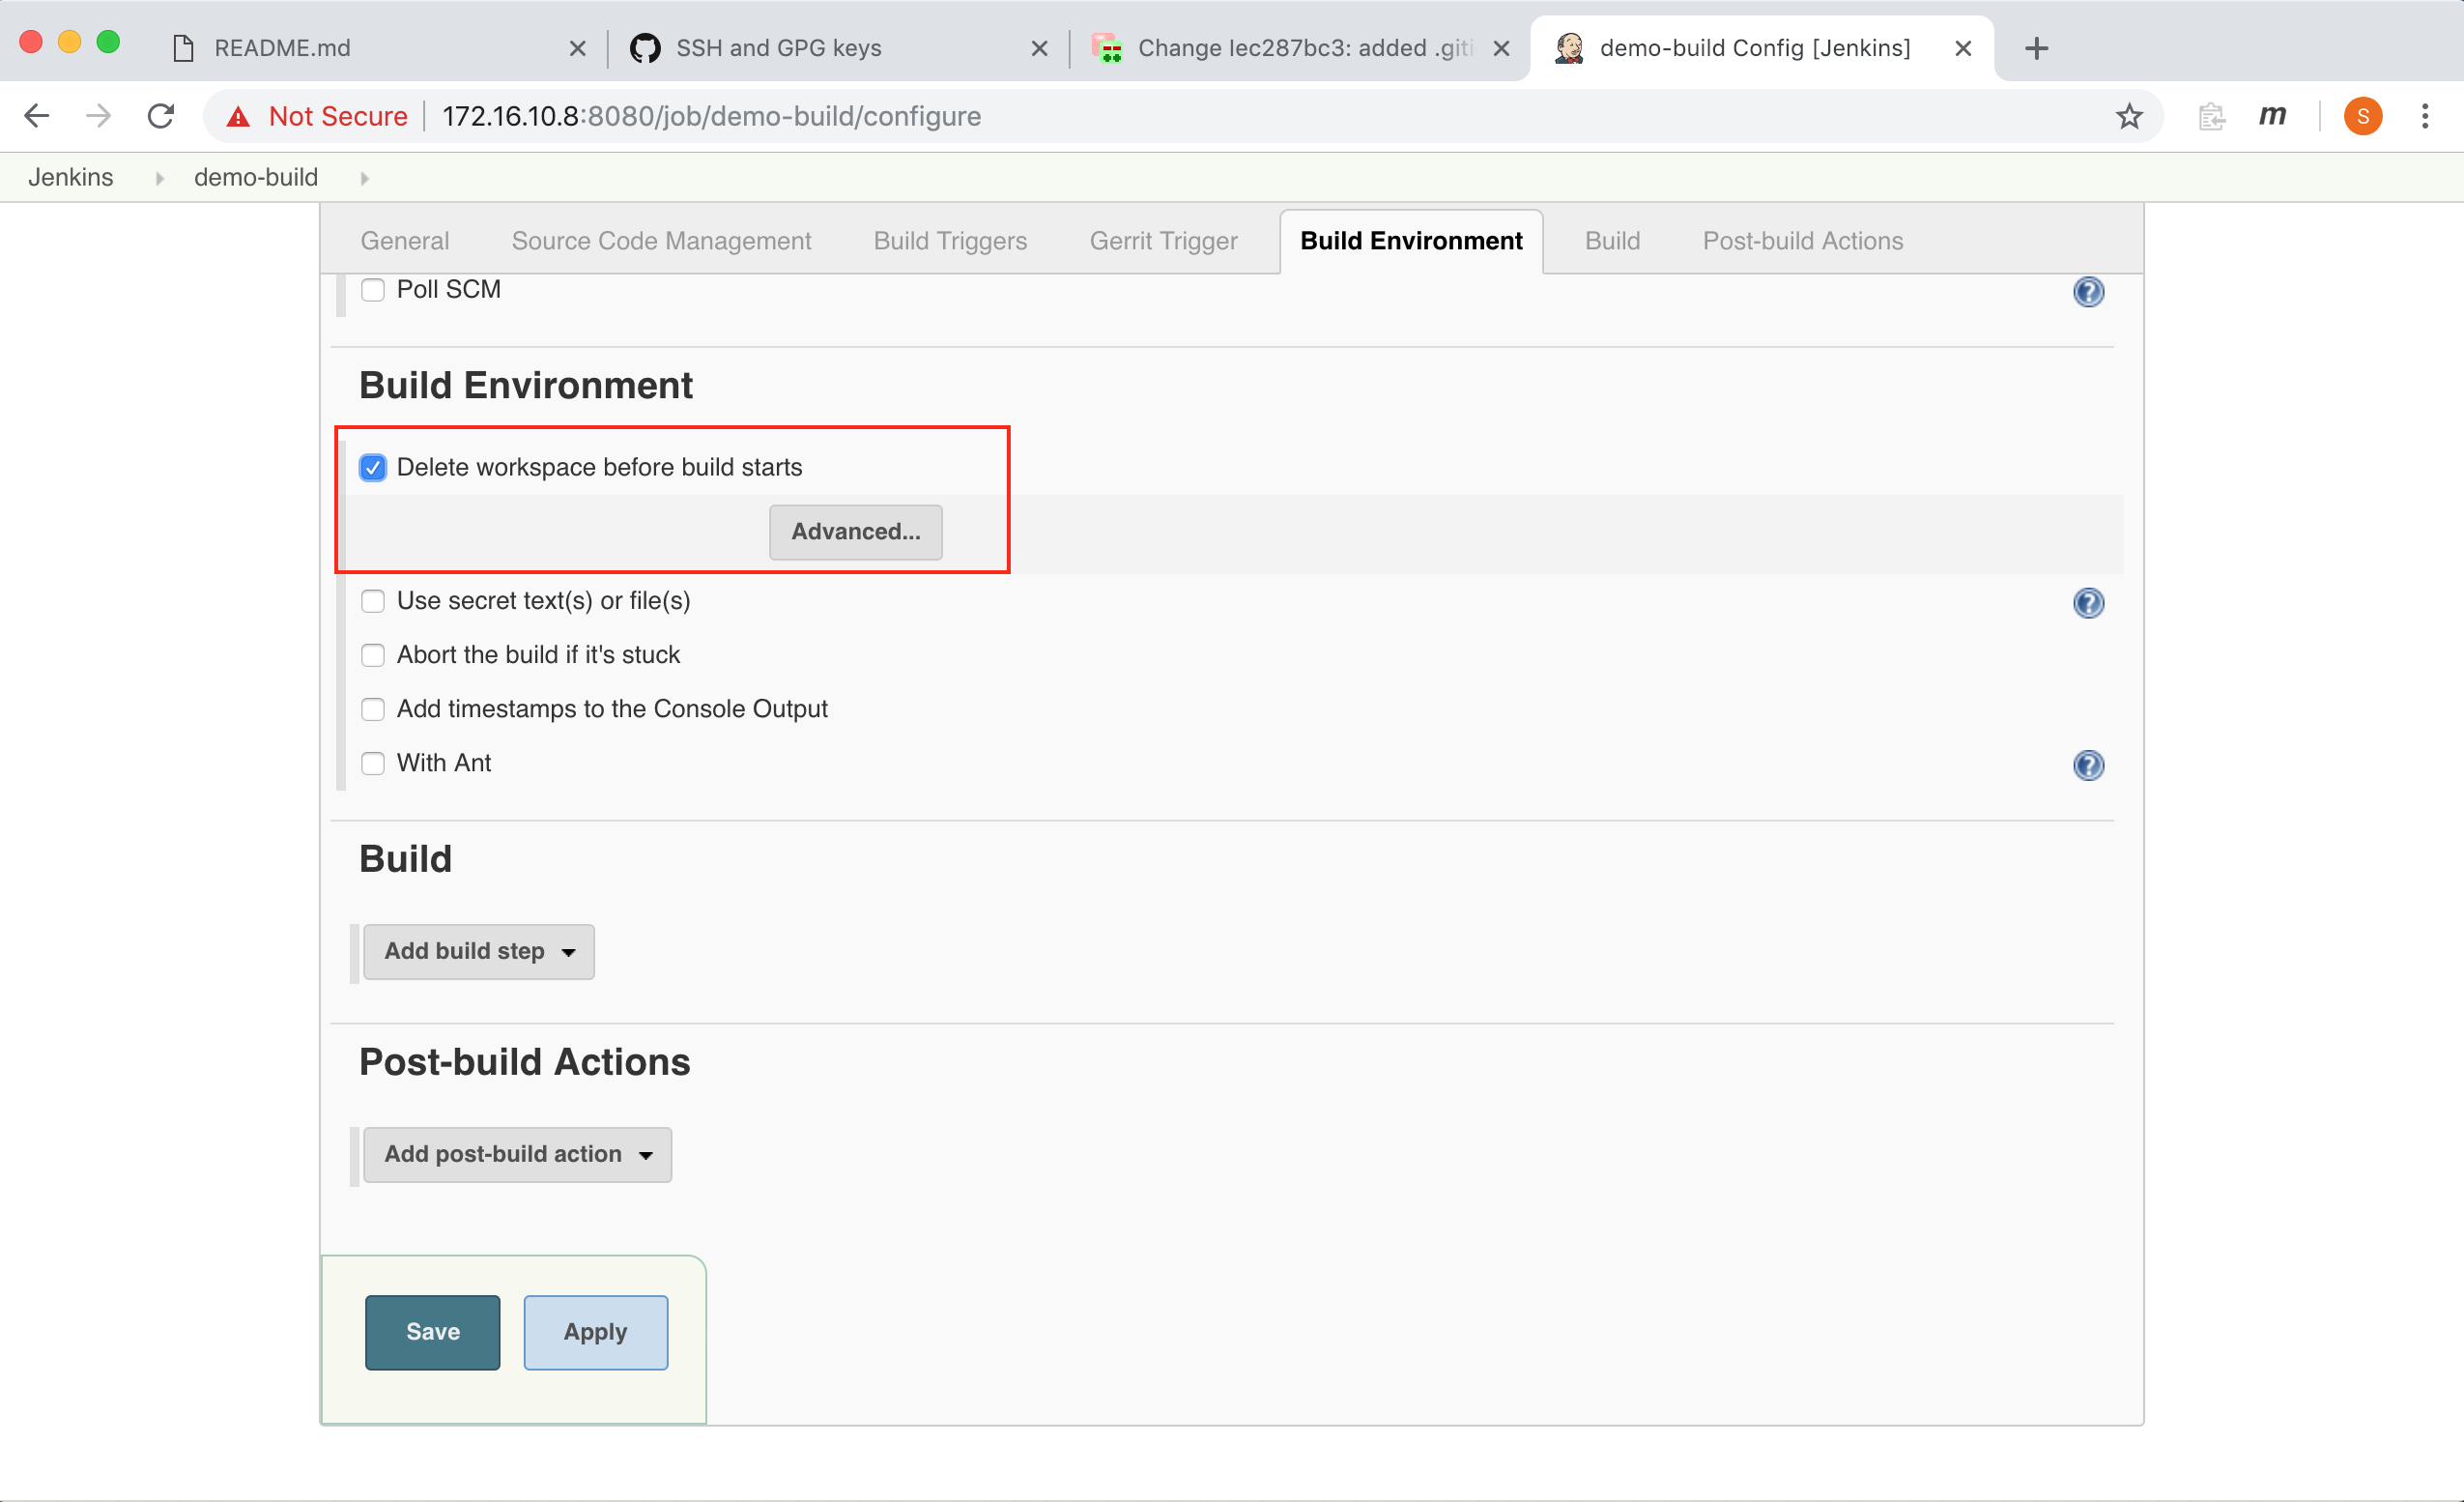 README.md
SSH and GPG keys
Change Iec287bc3: added .giti
demo-build Config [Jenkins]
Not Secure
172.16.10.8:8080/job/demo-build/configure
m
S
Jenkins
demo-build
General
Source Code Management
Build Triggers
Gerrit Trigger
Build Environment
Build
Post-build Actions
Poll SCM
?
Build Environment
Delete workspace before build starts
Advanced...
Use secret text(s) or file(s)
?
Abort the build if it's stuck
Add timestamps to the Console Output
With Ant
?
Build
Add build step
Post-build Actions
Add post-build action
Save
Apply